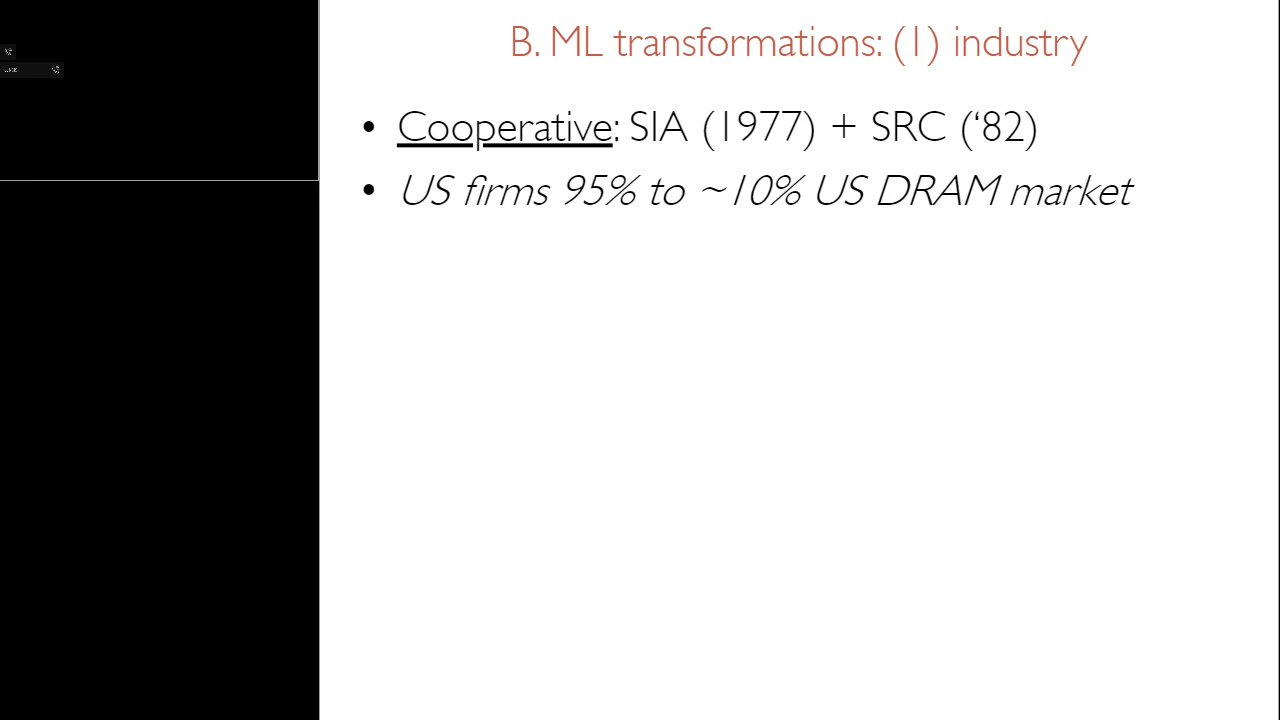 B. ML transformations: (1) industry
• Cooperative: SIA (1977) + SRC (‘82)
• US firms 95% to ~10% US DRAM market